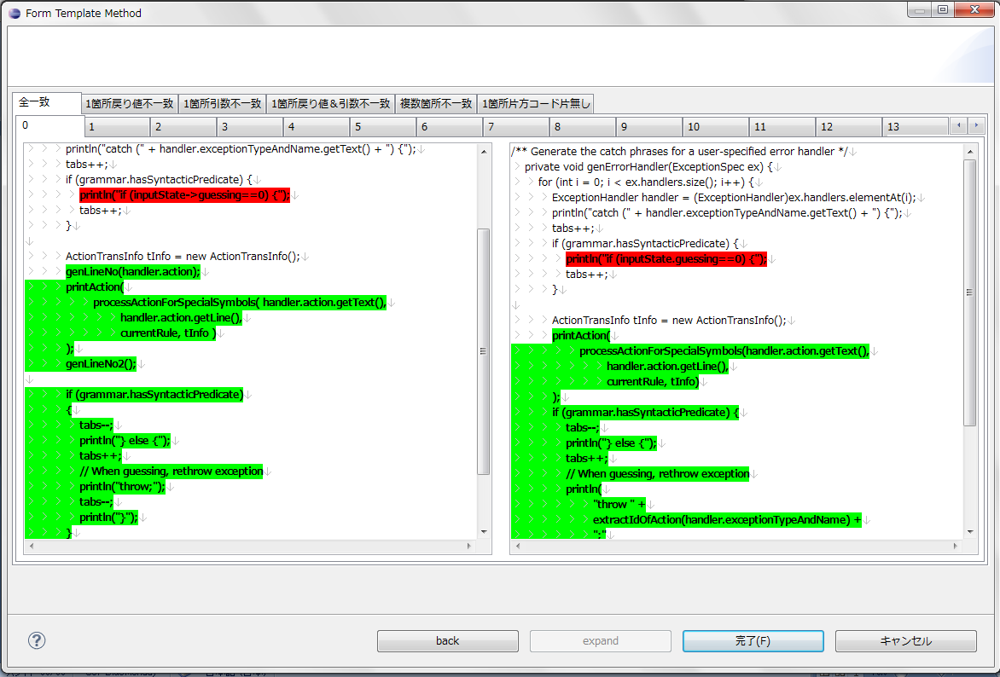 Form Template Method
全一致
1箇所戻り値不一致
1箇所引数不一致
1箇所戻り値＆引数不一致
複数箇所不一致
1箇所片方コード片無し
0
1
2
3
4
5
6
7
8
9
10
11
12
13
println("catch (" + handler.exceptionTypeAndName.getText() + ") {");
tabs++;
if (grammar.hasSyntacticPredicate) {
println("if (inputState->guessing==0) {");
tabs++;
}
ActionTransInfo tInfo = new ActionTransInfo();
genLineNo(handler.action);
printAction(
processActionForSpecialSymbols( handler.action.getText(),
handler.action.getLine(),
currentRule, tInfo )
);
genLineNo2();
if (grammar.hasSyntacticPredicate)
{
tabs--;
println("} else {");
tabs++;
// When guessing, rethrow exception
println("throw;");
tabs--;
println("}");
}
/** Generate the catch phrases for a user-specified error handler */
private void genErrorHandler(ExceptionSpec ex) {
for (int i = 0; i < ex.handlers.size(); i++) {
ExceptionHandler handler = (ExceptionHandler)ex.handlers.elementAt(i);
println("catch (" + handler.exceptionTypeAndName.getText() + ") {");
tabs++;
if (grammar.hasSyntacticPredicate) {
println("if (inputState.guessing==0) {");
tabs++;
}
ActionTransInfo tInfo = new ActionTransInfo();
printAction(
processActionForSpecialSymbols(handler.action.getText(),
handler.action.getLine(),
currentRule, tInfo)
);
if (grammar.hasSyntacticPredicate) {
tabs--;
println("} else {");
tabs++;
// When guessing, rethrow exception
println(
"throw " +
extractIdOfAction(handler.exceptionTypeAndName) +
";"
back
expand
完了(F)
キャンセル